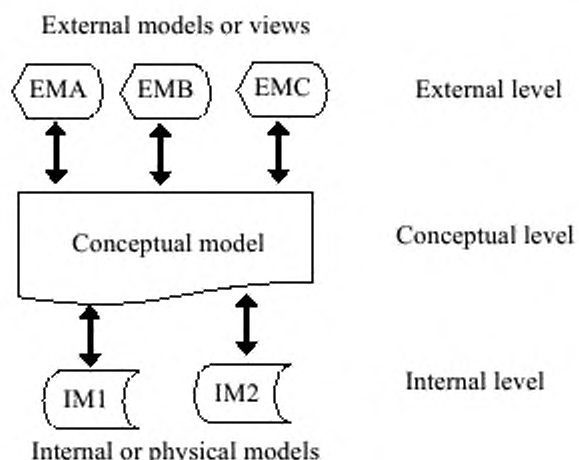 External models or views
EMA
EMB
EMC
External level
Conceptual model
Conceptual level
IM1
IM2
Internal level
Internal or physical models